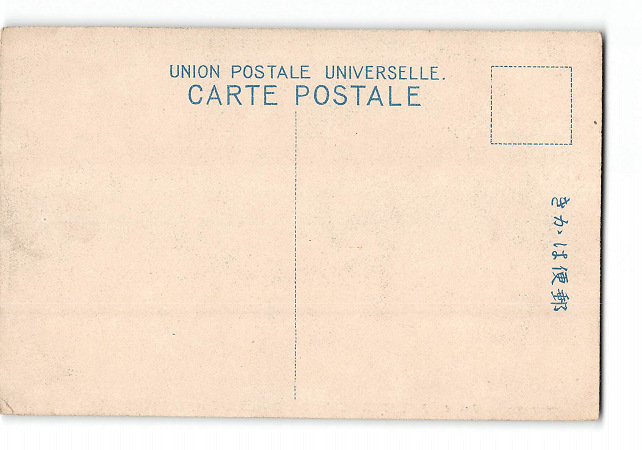 UNION POSTALE UNIVERSELLE.
CARTE POSTALE
郵便はかき